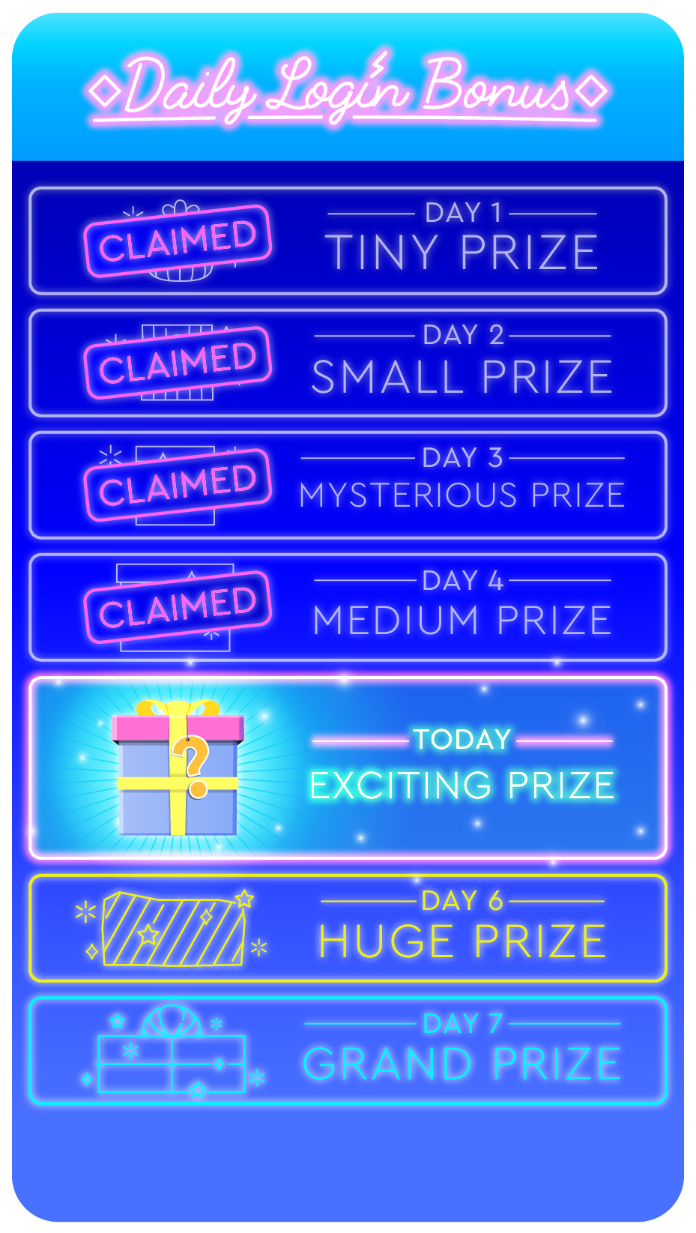 Daily Login Bonus
CLAIMED
DAY 1
TINY PRIZE
CLAIMED
DAY 2
SMALL PRIZE
CLAIMED
DAY 3
MYSTERIOUS PRIZE
CLAIMED
DAY 4
MEDIUM PRIZE
?
TODAY
EXCITING PRIZE
DAY 6
HUGE PRIZE
DAY 7
GRAND PRIZE